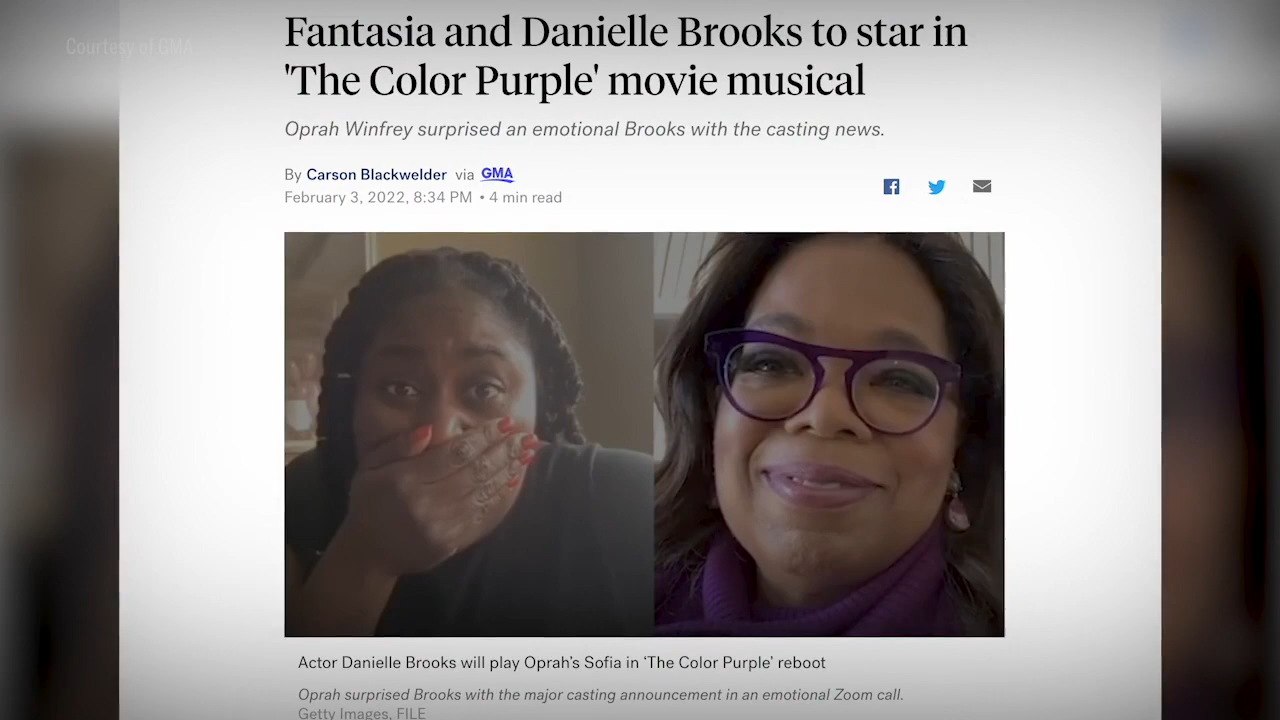 Courtesy of GMA
Fantasia and Danielle Brooks to star in
'The Color Purple' movie musical
Oprah Winfrey surprised an emotional Brooks with the casting news.
By Carson Blackwelder via GMA
February 3, 2022, 8:34 PM • 4 min read
Actor Danielle Brooks will play Oprah’s Sofia in ‘The Color Purple’ reboot
Oprah surprised Brooks with the major casting announcement in an emotional Zoom call.
Getty Images, FILE